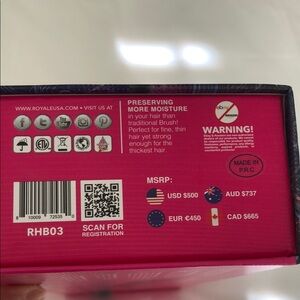 WWW.ROYALEUSA.COM • VISIT US AT
PRESERVING
MORE MOISTURE
in your hair than
traditional Brush!
Perfect for fine, thin
hair yet strong
enough for the
thickest hair.
WARNING!
MADE IN
P.R.C
MSRP:
USD $500
AUD $737
EUR €450
CAD $665
RHB03
SCAN FOR
REGISTRATION